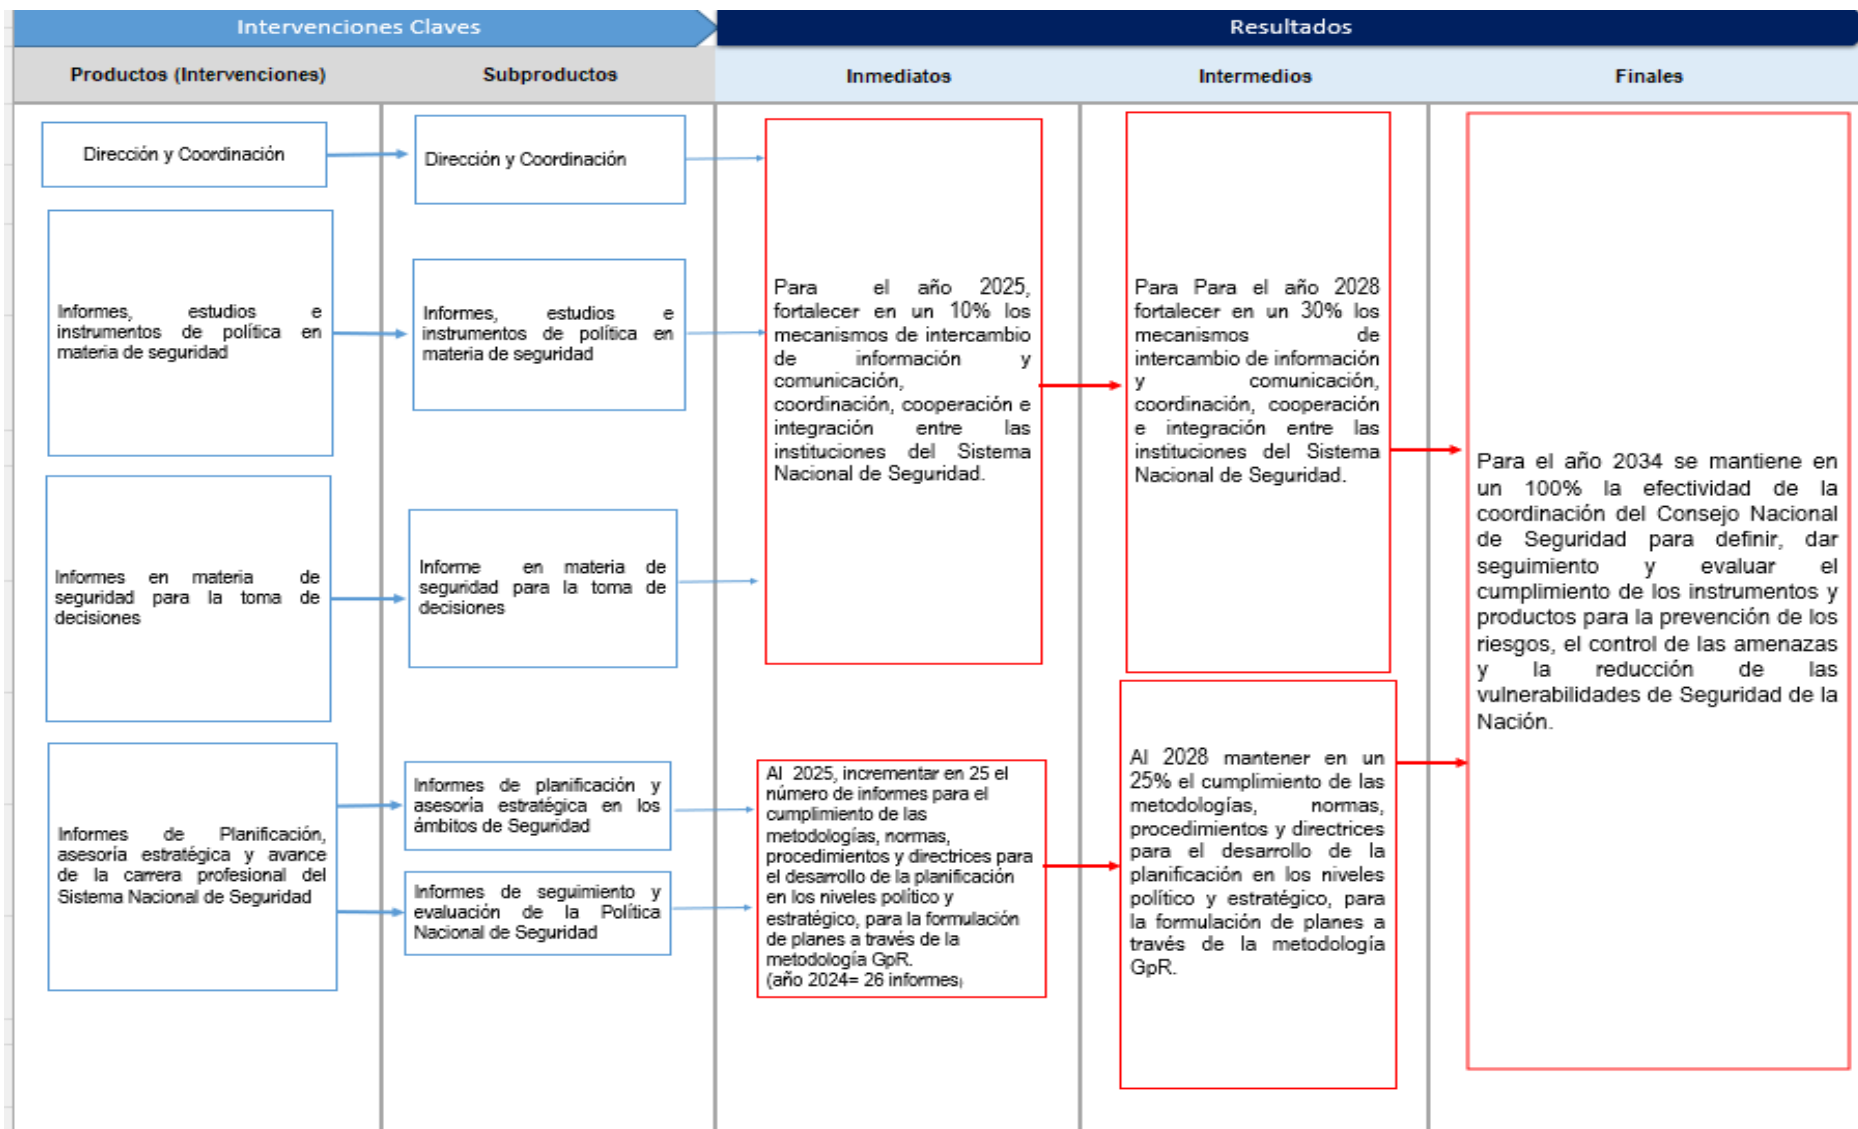 Intervenciones Claves
Resultados
Productos (Intervenciones)
Subproductos
Inmediatos
Intermedios
Finales
Dirección y Coordinación
Dirección y Coordinación
Informes, estudios e
instrumentos de política en
materia de seguridad
Informes, estudios e
instrumentos de política en
materia de seguridad
Informes en materia de
seguridad para la toma de
decisiones
Informe en materia de
seguridad para la toma de
decisiones
Informes de Planificación,
asesoría estratégica y avance
de la carrera profesional del
Sistema Nacional de Seguridad
Informes de planificación y
asesoría estratégica en los
ámbitos de Seguridad
Informes de seguimiento y
evaluación de la Política
Nacional de Seguridad
Para el año 2025,
fortalecer en un 10% los
mecanismos de intercambio
de información y
comunicación,
coordinación, cooperación e
integración entre las
instituciones del Sistema
Nacional de Seguridad.
Al 2025, incrementar en 25 el
número de informes para el
cumplimiento de las
metodologías, normas,
procedimientos y directrices para
el desarrollo de la planificación
en los niveles político y
estratégico, para la formulación
de planes a través de la
metodología GpR.
(año 2024= 26 informes)
Para Para el año 2028
fortalecer en un 30% los
mecanismos de
intercambio de información
y comunicación,
coordinación, cooperación
e integración entre las
instituciones del Sistema
Nacional de Seguridad.
Al 2028 mantener en un
25% el cumplimiento de las
metodologías, normas,
procedimientos y directrices
para el desarrollo de la
planificación en los niveles
político y estratégico, para
la formulación de planes a
través de la metodología
GpR.
Para el año 2034 se mantiene en
un 100% la efectividad de la
coordinación del Consejo Nacional
de Seguridad para definir, dar
seguimiento y evaluar el
cumplimiento de los instrumentos y
productos para la prevención de los
riesgos, el control de las amenazas
y la reducción de las
vulnerabilidades de Seguridad de la
Nación.